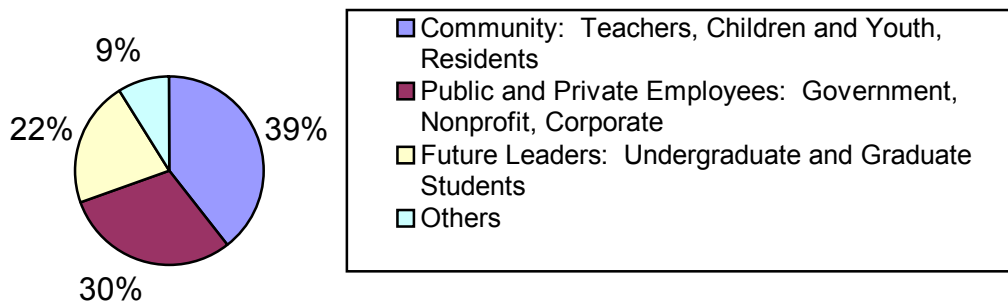 9%
22%
39%
30%
Community: Teachers, Children and Youth,
Residents
Public and Private Employees: Government,
Nonprofit, Corporate
Future Leaders: Undergraduate and Graduate
Students
Others